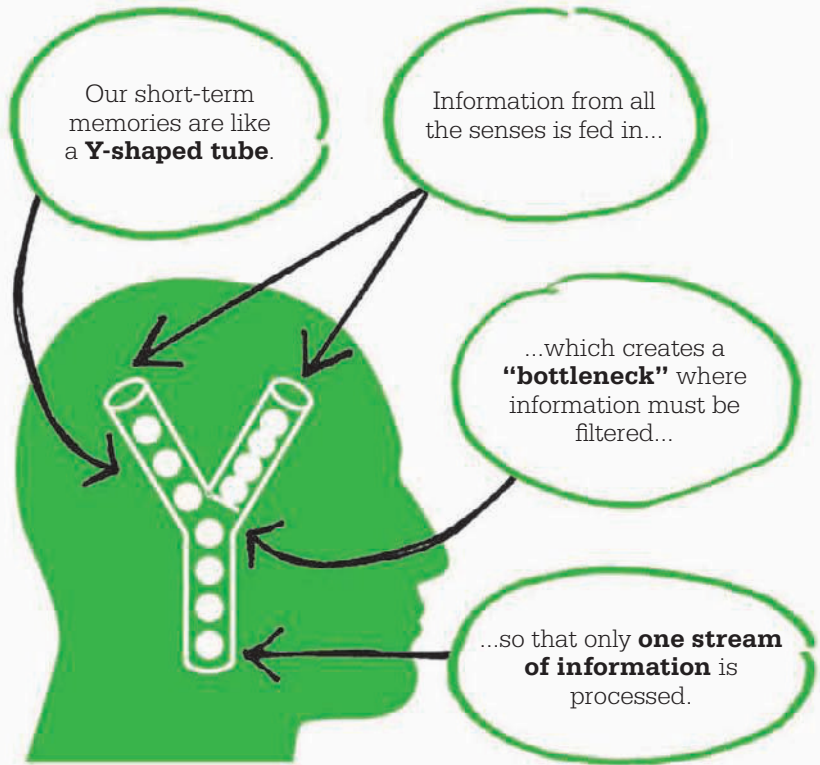 Our short-term
memories are like
a Y-shaped tube.
Information from all
the senses is fed in...
...which creates a
“bottleneck” where
information must be
filtered...
...so that only one stream
of information is
processed.